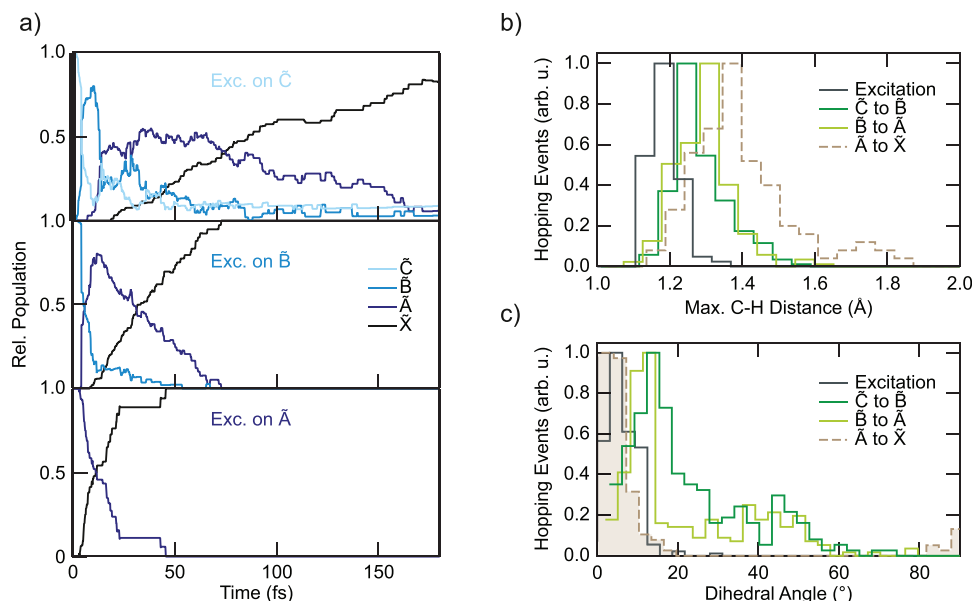 a)
1.0
Exc. on C̃
0.5
1.0
Exc. on B̃
C̃
B̃
Ã
X̃
0.5
1.0
Exc. on Ã
0.5
0
0 50 100 150
Time (fs)
Rel. Population
b)
1.0
0.8
0.6
0.4
0.2
0.0
Hopping Events (arb. u.)
Excitation
C̃ to B̃
B̃ to Ã
Ã to X̃
1.0 1.2 1.4 1.6 1.8 2.0
Max. C-H Distance (Å)
c)
1.0
0.8
0.6
0.4
0.2
0.0
Hopping Events (arb. u.)
Excitation
C̃ to B̃
B̃ to Ã
Ã to X̃
0 20 40 60 80
Dihedral Angle (°)